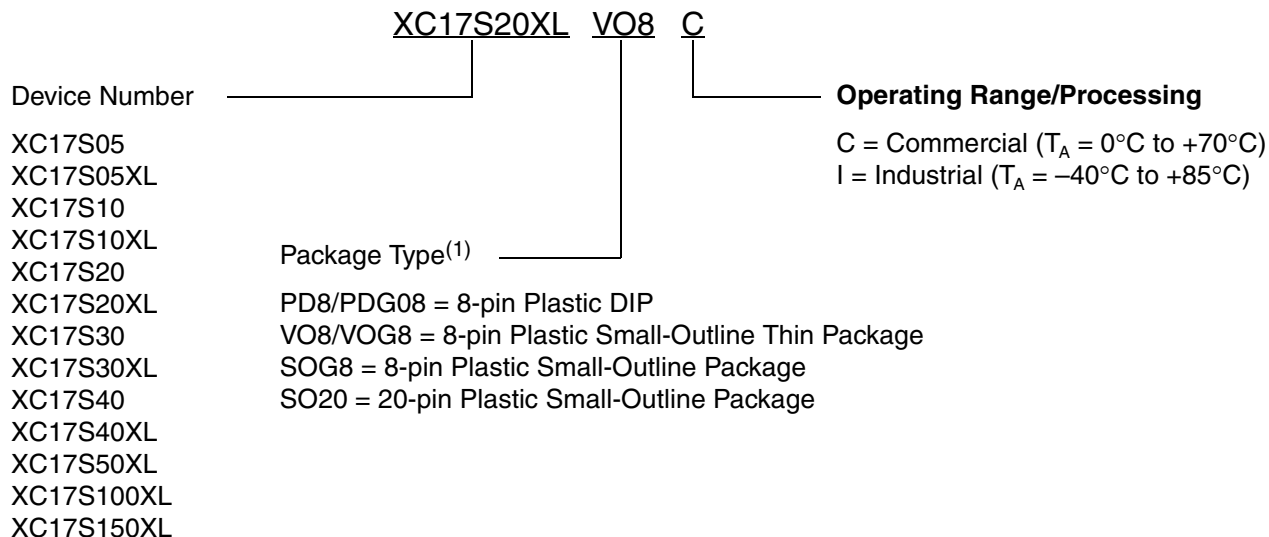 XC17S20XL VO8 C
Device Number
XC17S05
XC17S05XL
XC17S10
XC17S10XL
XC17S20
XC17S20XL
XC17S30
XC17S30XL
XC17S40
XC17S40XL
XC17S50XL
XC17S100XL
XC17S150XL
Package Type(1)
PD8/PDG08 = 8-pin Plastic DIP
VO8/VOG8 = 8-pin Plastic Small-Outline Thin Package
SOG8 = 8-pin Plastic Small-Outline Package
SO20 = 20-pin Plastic Small-Outline Package
Operating Range/Processing
C = Commercial (TA = 0°C to +70°C)
I = Industrial (TA = –40°C to +85°C)